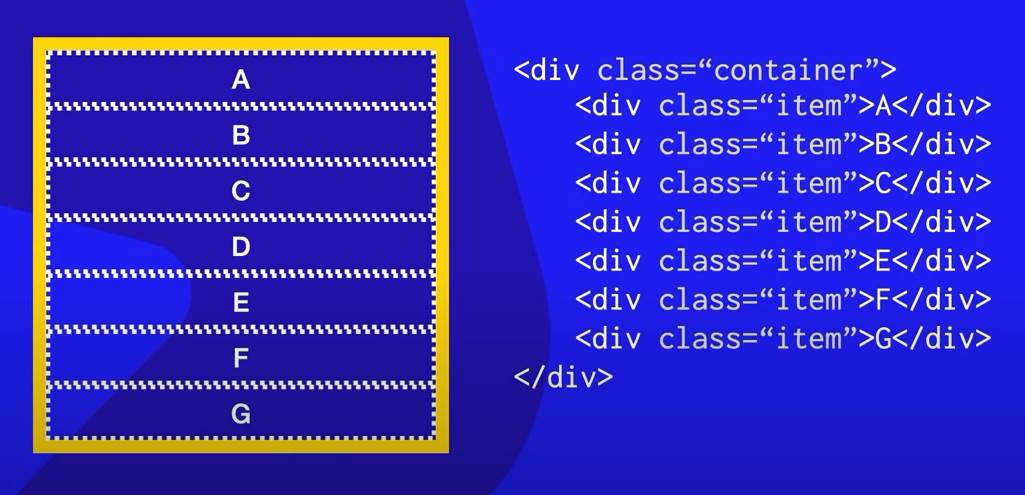 A
B
C
D
E
F
G
<div class=“container”>
<div class=“item”>A</div>
<div class=“item”>B</div>
<div class=“item”>C</div>
<div class=“item”>D</div>
<div class=“item”>E</div>
<div class=“item”>F</div>
<div class=“item”>G</div>
</div>